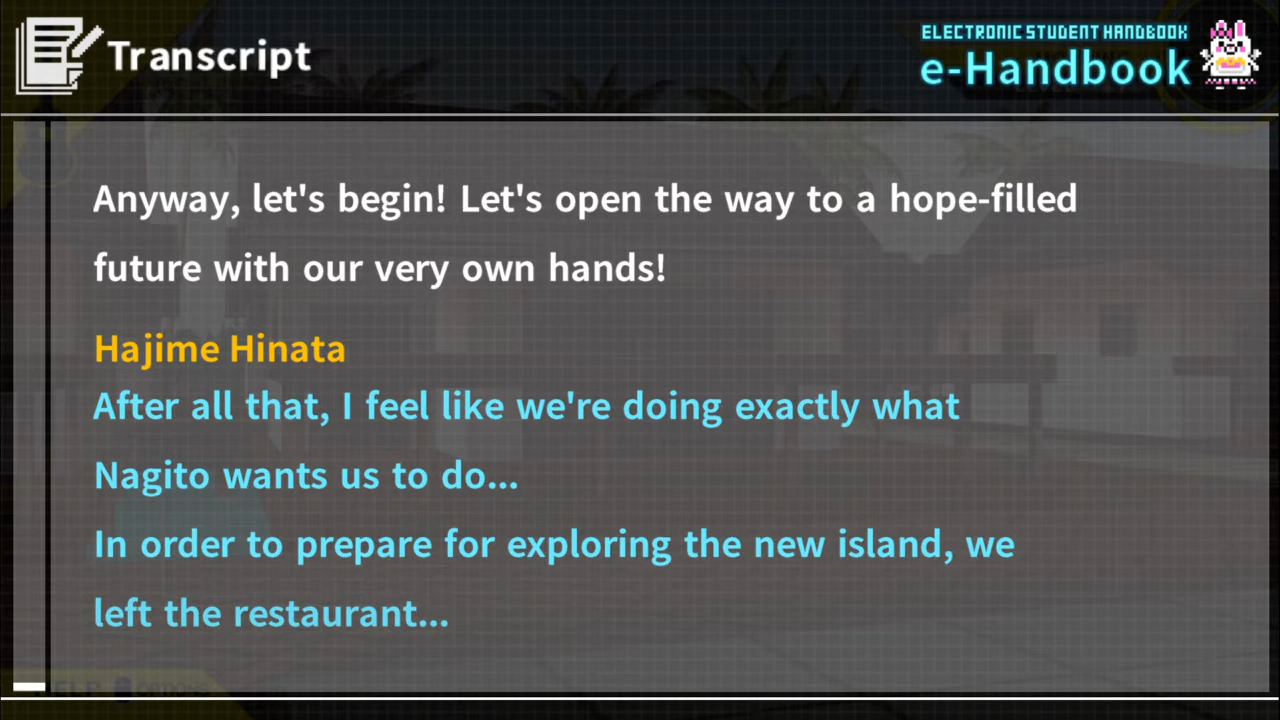 Transcript
ELECTRONIC STUDENT HANDBOOK
e-Handbook
Anyway, let's begin! Let's open the way to a hope-filled
future with our very own hands!
Hajime Hinata
After all that, I feel like we're doing exactly what
Nagito wants us to do...
In order to prepare for exploring the new island, we
left the restaurant...